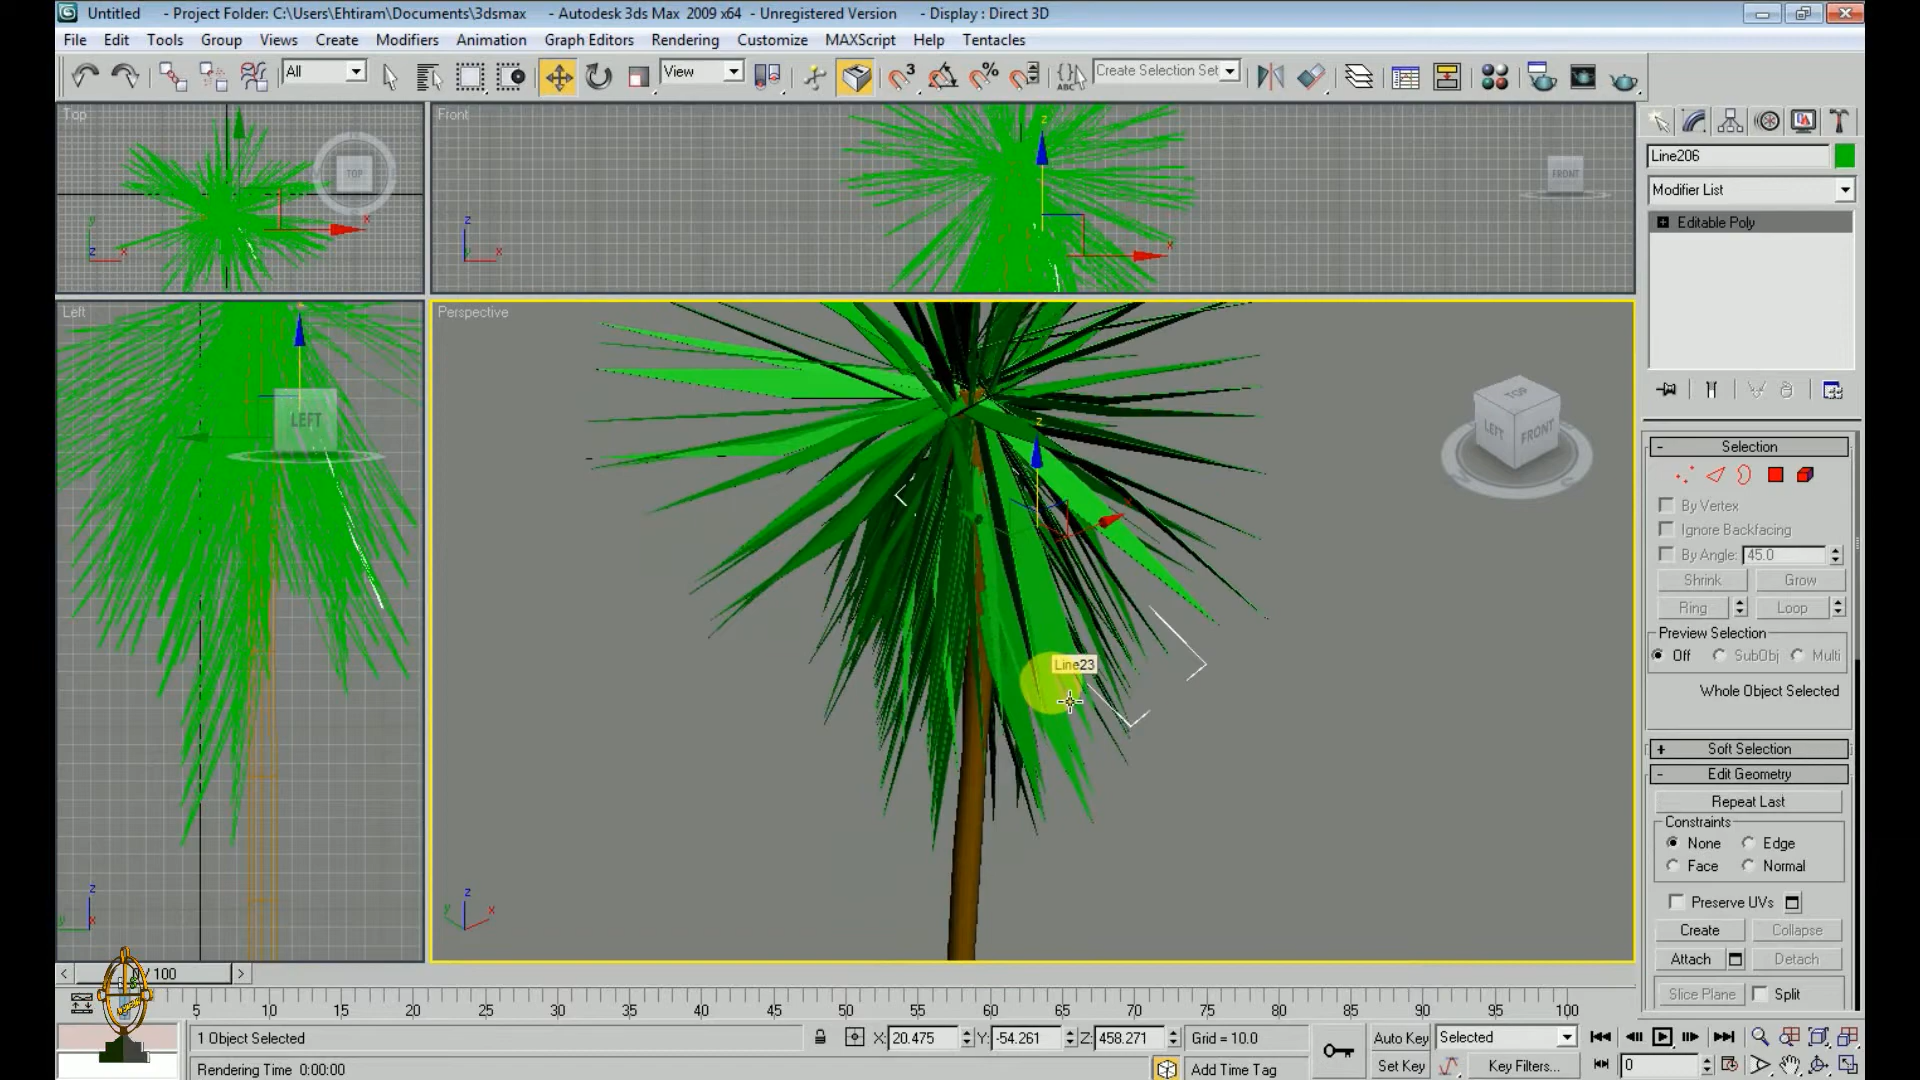 Untitled - Project Folder: C:\Users\Ehtiram\Documents\3dsmax - Autodesk 3ds Max 2009 x64 - Unregistered Version - Display : Direct 3D
File Edit Tools Group Views Create Modifiers Animation Graph Editors Rendering Customize MAXScript Help Tentacles
All View 3 % ABC Create Selection Set
Top Front
TOP FRONT
Line206
Modifier List
Editable Poly
Left Perspective
LEFT
TOP
LEFT FRONT
Line23
Selection
By Vertex
Ignore Backfacing
By Angle: 45.0
Shrink Grow
Ring Loop
Preview Selection
Off SubObj Multi
Whole Object Selected
+ Soft Selection
- Edit Geometry
Repeat Last
Constraints
None Edge
Face Normal
Preserve UVs
Create Collapse
Attach Detach
Slice Plane Split
z x y
< 0 / 100 >
5 10 15 20 25 30 35 40 45 50 55 60 65 70 75 80 85 90 95 100
1 Object Selected X: 20.475 Y: -54.261 Z: 458.271 Grid = 10.0 Auto Key Selected
Rendering Time 0:00:00 Add Time Tag Set Key Key Filters... 0